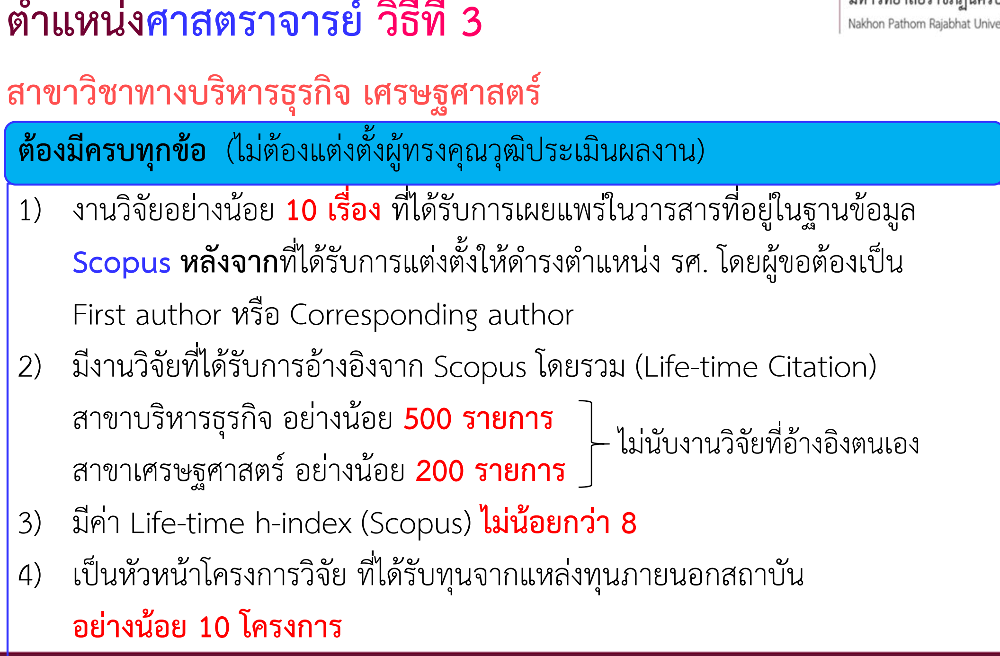 ตำแหน่งศาสตราจารย์ วิธีที่ 3
Nakhon Pathom Rajabhat
สาขาวิชาทางบริหารธุรกิจ เศรษฐศาสตร์
ต้องมีครบทุกข้อ (ไม่ต้องแต่งตั้งผู้ทรงคุณวุฒิประเมินผลงาน)
1) งานวิจัยอย่างน้อย 10 เรื่อง ที่ได้รับการเผยแพร่ในวารสารที่อยู่ในฐานข้อมูล
Scopus หลังจากที่ได้รับการแต่งตั้งให้ดำรงตำแหน่ง รศ. โดยผู้ขอต้องเป็น
First author หรือ Corresponding author
2) มีงานวิจัยที่ได้รับการอ้างอิงจาก Scopus โดยรวม (Life-time Citation)
สาขาบริหารธุรกิจ อย่างน้อย 500 รายการ
ไม่นับงานวิจัยที่อ้างอิงตนเอง
สาขาเศรษฐศาสตร์ อย่างน้อย 200 รายการ
3) มีค่า Life-time h-index (Scopus) ไม่น้อยกว่า 8
4) เป็นหัวหน้าโครงการวิจัย ที่ได้รับทุนจากแหล่งทุนภายนอกสถาบัน
อย่างน้อย 10 โครงการ